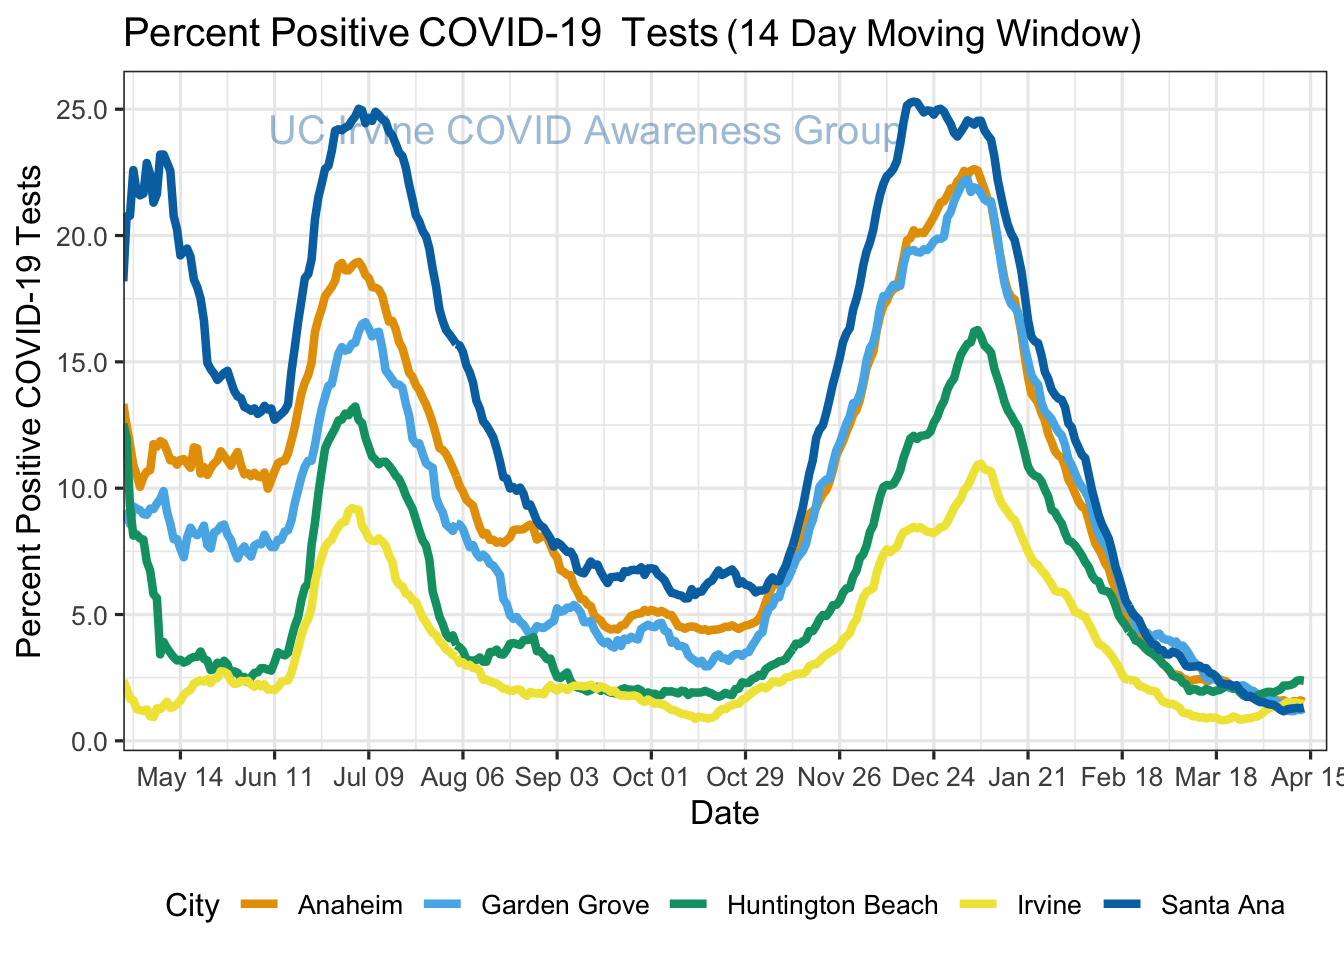 Percent Positive COVID-19 Tests (14 Day Moving Window)
UC Irvine COVID Awareness Group
Percent Positive COVID-19 Tests
25.0
20.0
15.0
10.0
5.0
0.0
May 14 Jun 11 Jul 09 Aug 06 Sep 03 Oct 01 Oct 29 Nov 26 Dec 24 Jan 21 Feb 18 Mar 18 Apr 15
Date
City Anaheim Garden Grove Huntington Beach Irvine Santa Ana